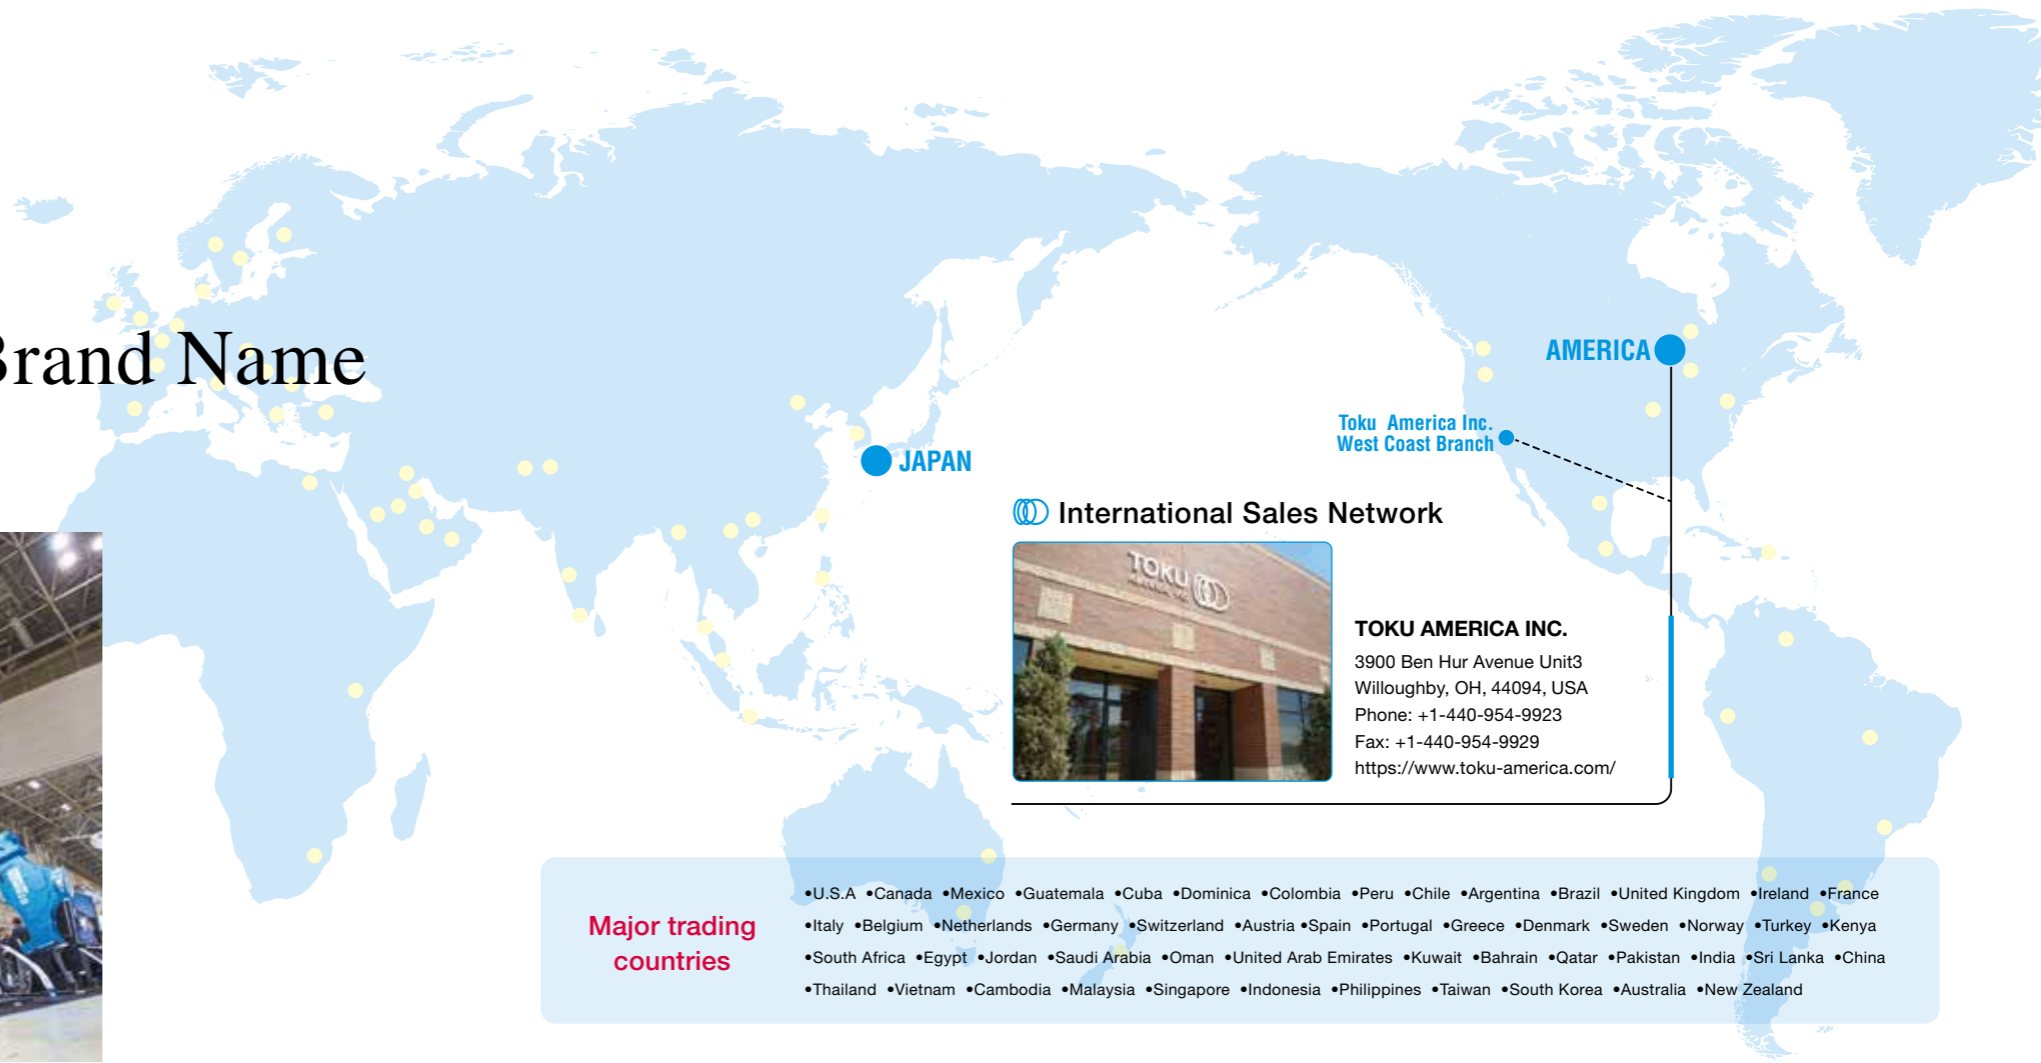 Brand Name
AMERICA
Toku America Inc.
West Coast Branch
JAPAN
International Sales Network
TOKU
TOKU AMERICA INC.
3900 Ben Hur Avenue Unit3
Willoughby, OH, 44094, USA
Phone: +1-440-954-9923
Fax: +1-440-954-9929
https://www.toku-america.com/
Major trading
countries
•U.S.A •Canada •Mexico •Guatemala •Cuba •Dominica •Colombia •Peru •Chile •Argentina •Brazil •United Kingdom •Ireland •France
•Italy •Belgium •Netherlands •Germany •Switzerland •Austria •Spain •Portugal •Greece •Denmark •Sweden •Norway •Turkey •Kenya
•South Africa •Egypt •Jordan •Saudi Arabia •Oman •United Arab Emirates •Kuwait •Bahrain •Qatar •Pakistan •India •Sri Lanka •China
•Thailand •Vietnam •Cambodia •Malaysia •Singapore •Indonesia •Philippines •Taiwan •South Korea •Australia •New Zealand